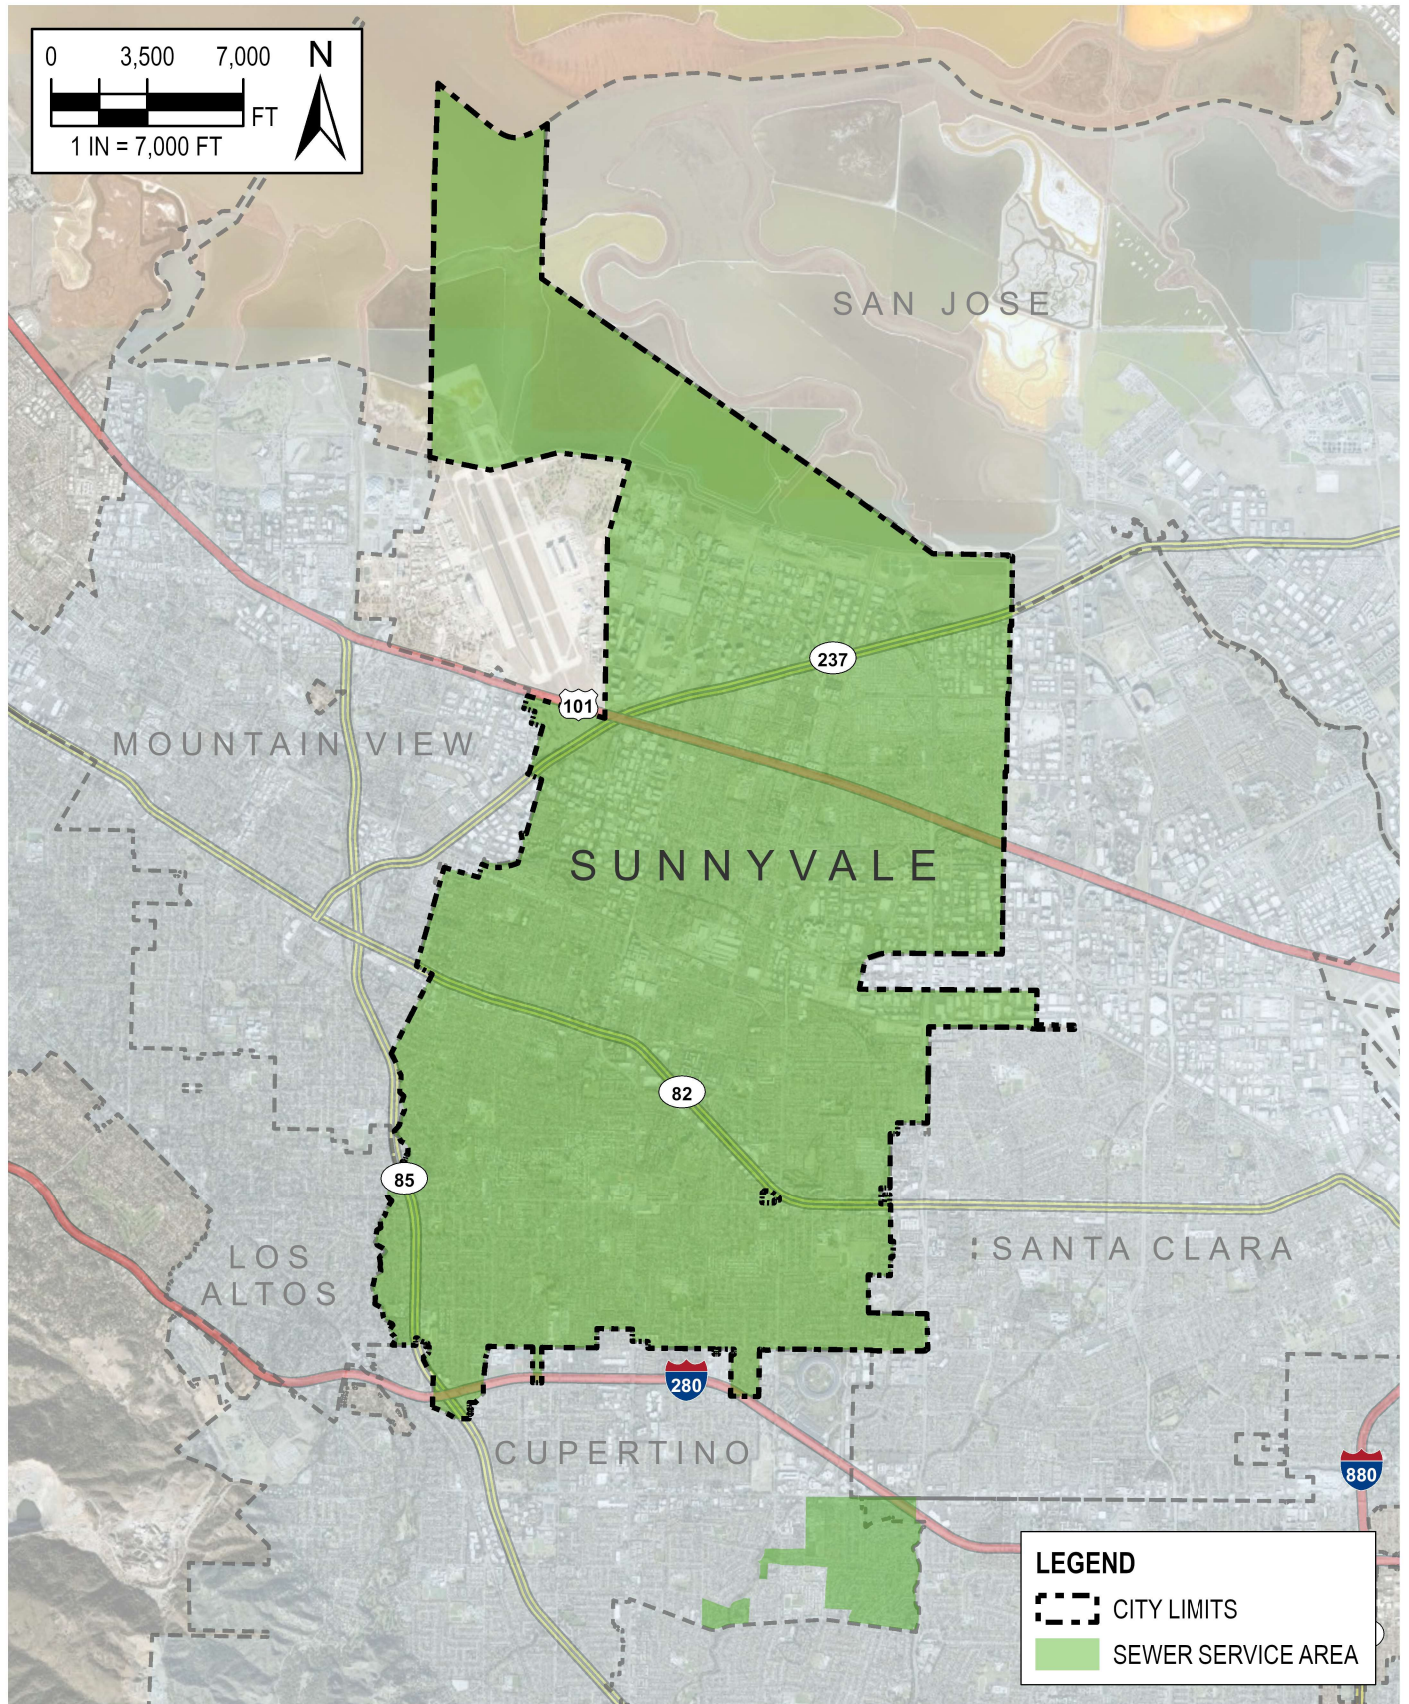 0 3,500 7,000 N
FT
1 IN = 7,000 FT
SAN JOSE
237
101
MOUNTAIN VIEW
SUNNYVALE
82
85
LOS
ALTOS
SANTA CLARA
280
CUPERTINO
880
LEGEND
CITY LIMITS
SEWER SERVICE AREA